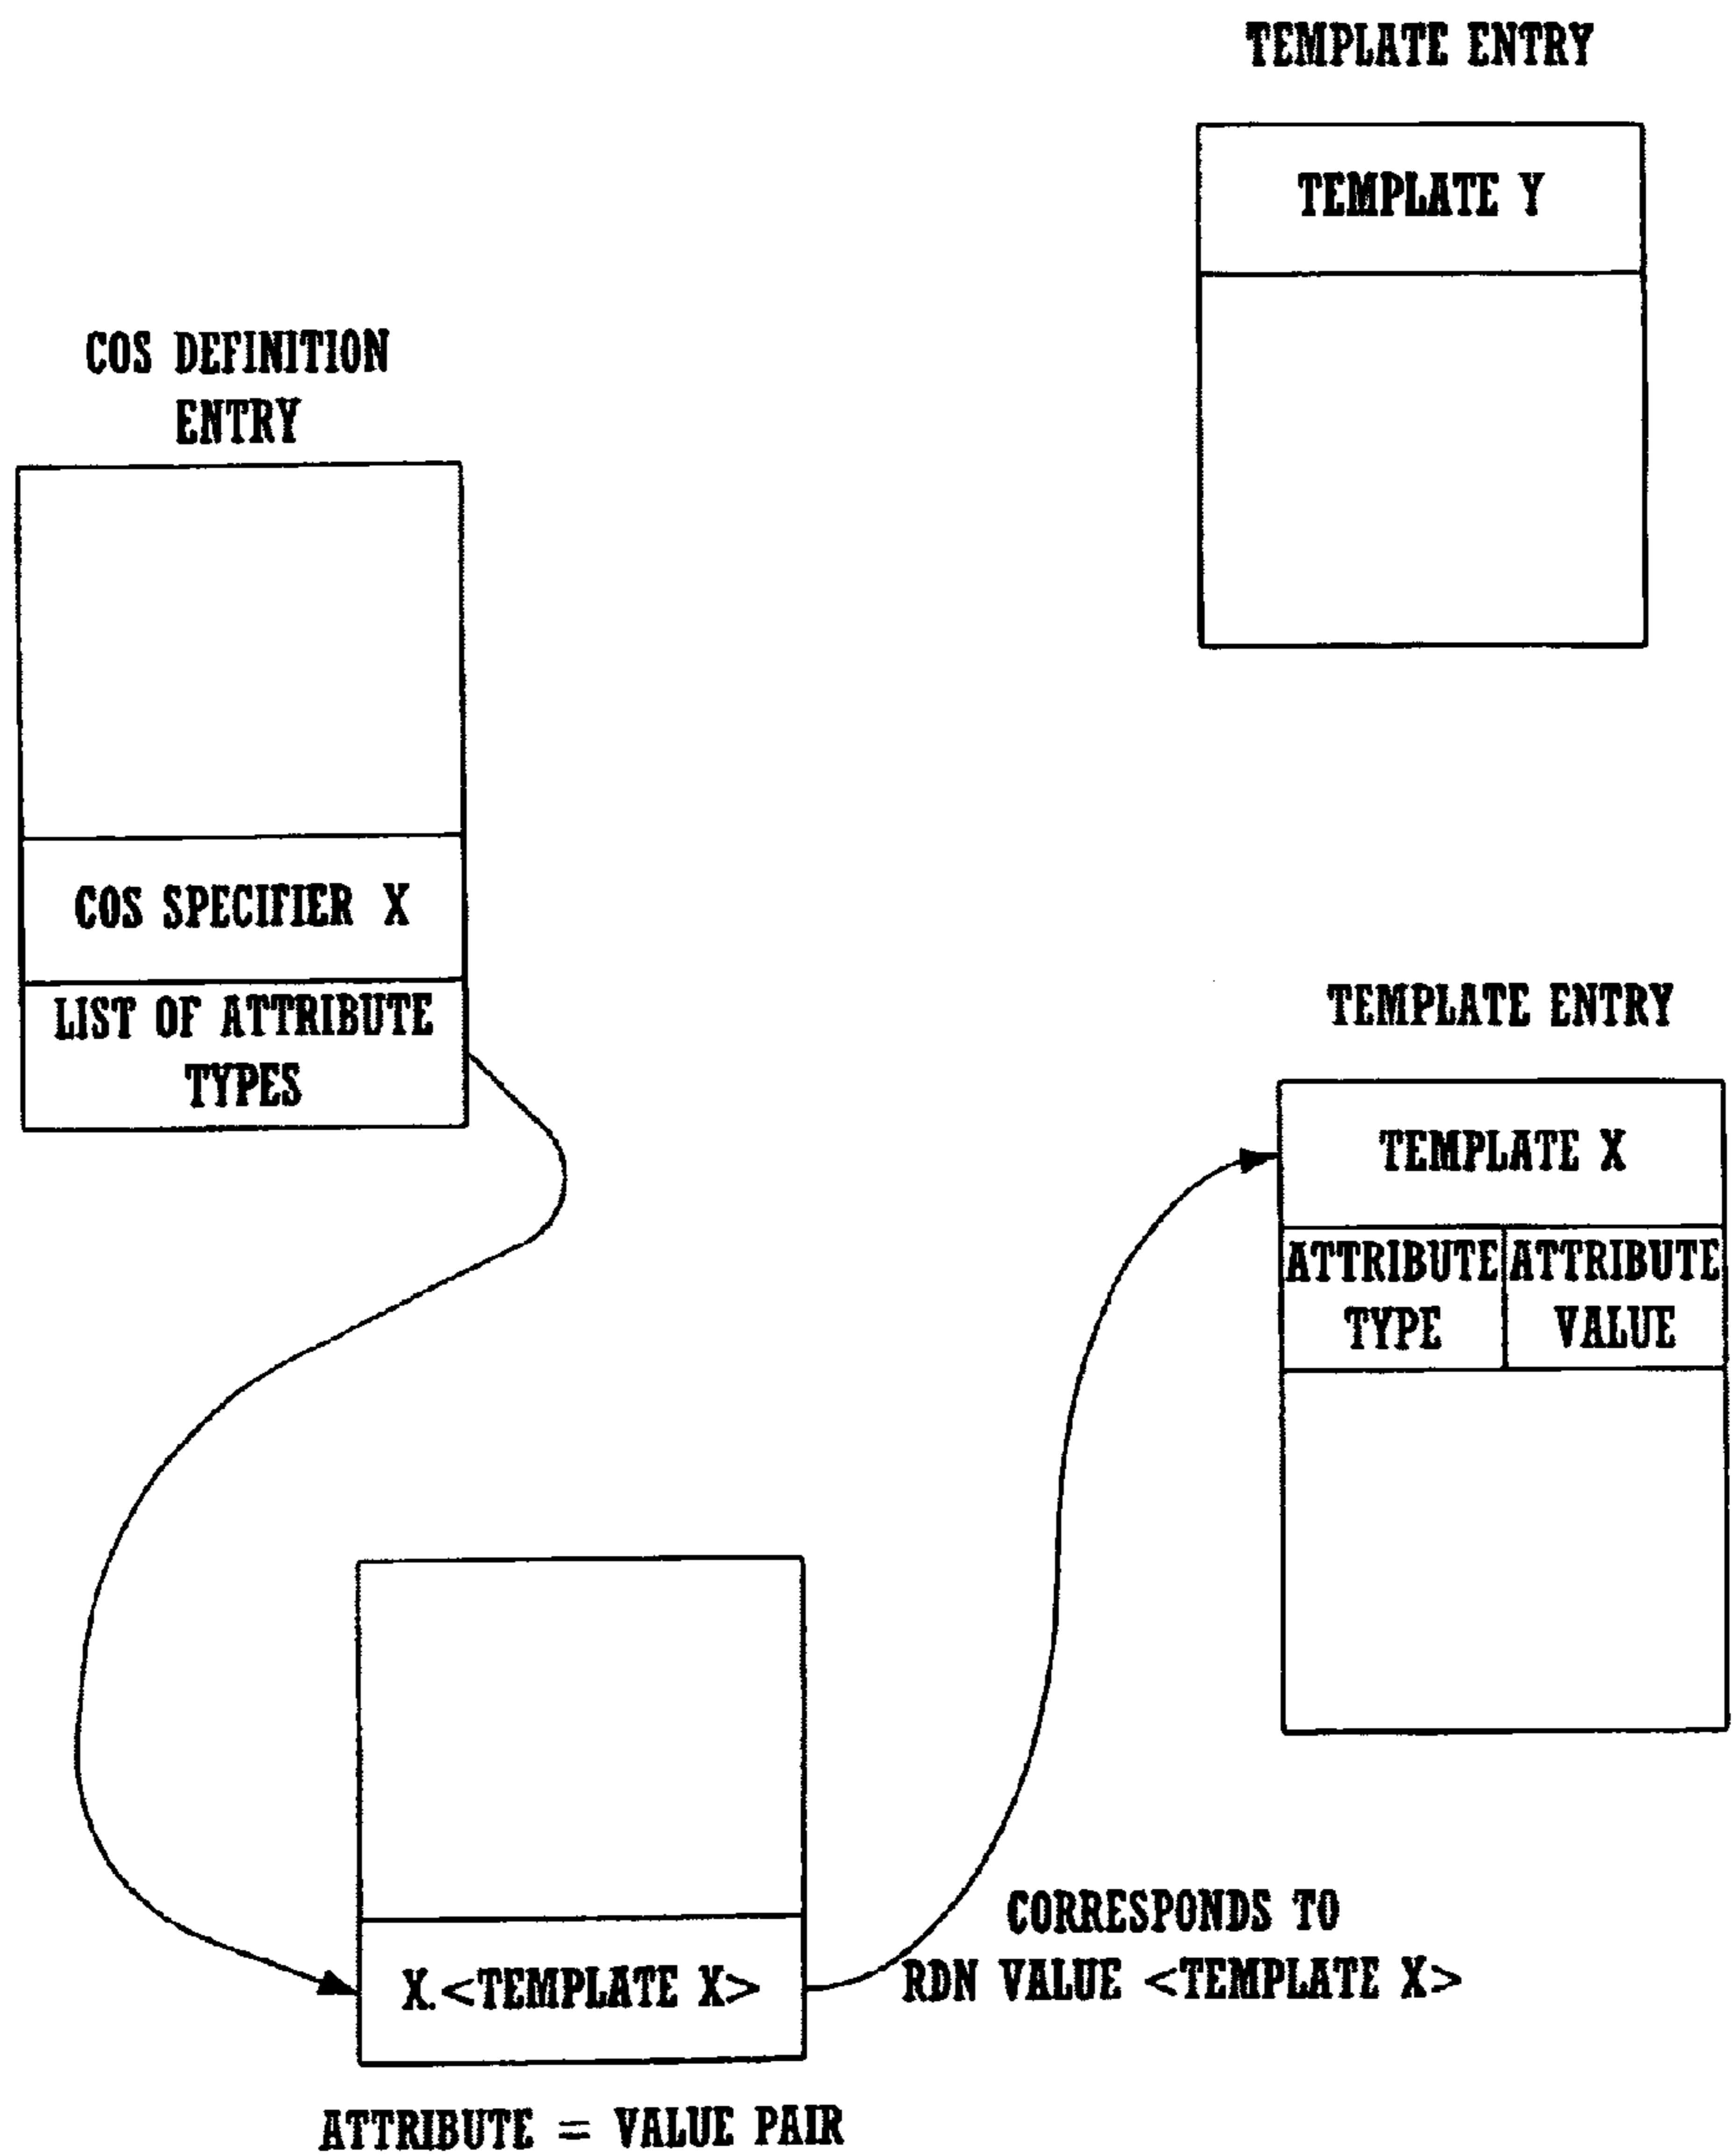 TEMPLATE ENTRY
TEMPLATE Y
COS DEFINITION
ENTRY
COS SPECIFIER X
LIST OF ATTRIBUTE
TYPES
TEMPLATE ENTRY
TEMPLATE X
ATTRIBUTE
TYPE
ATTRIBUTE
VALUE
X.<TEMPLATE X>
CORRESPONDS TO
RDN VALUE <TEMPLATE X>
ATTRIBUTE = VALUE PAIR